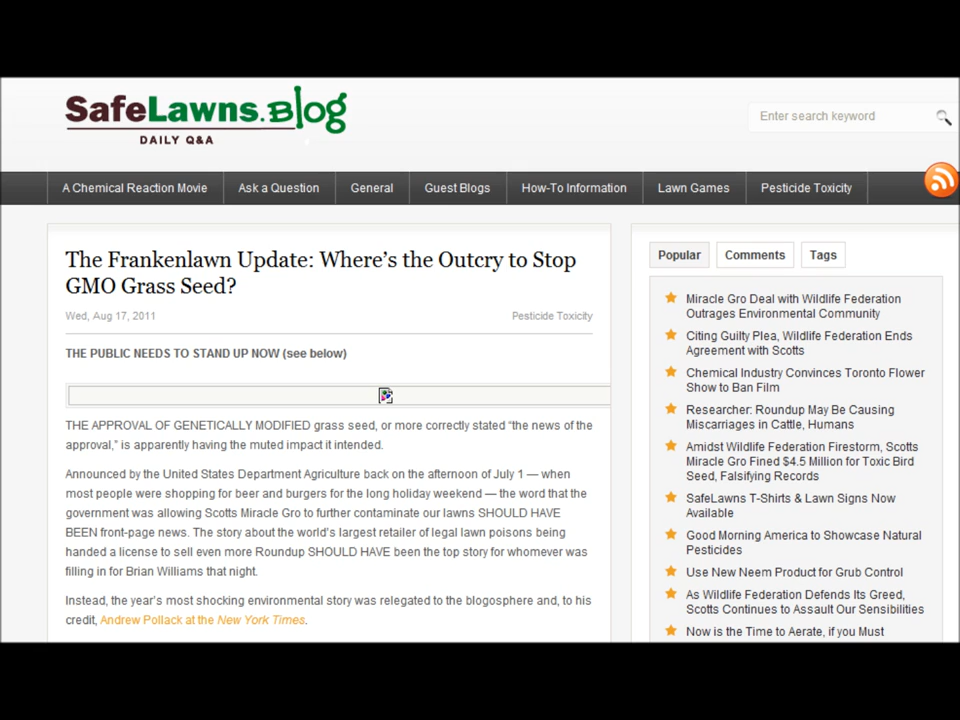 SafeLawns.Blog
DAILY Q&A
Enter search keyword
A Chemical Reaction Movie
Ask a Question
General
Guest Blogs
How-To Information
Lawn Games
Pesticide Toxicity
The Frankenlawn Update: Where's the Outcry to Stop
GMO Grass Seed?
Wed, Aug 17, 2011
Pesticide Toxicity
THE PUBLIC NEEDS TO STAND UP NOW (see below)
THE APPROVAL OF GENETICALLY MODIFIED grass seed, or more correctly stated “the news of the
approval,” is apparently having the muted impact it intended.
Announced by the United States Department Agriculture back on the afternoon of July 1 — when
most people were shopping for beer and burgers for the long holiday weekend — the word that the
government was allowing Scotts Miracle Gro to further contaminate our lawns SHOULD HAVE
BEEN front-page news. The story about the world's largest retailer of legal lawn poisons being
handed a license to sell even more Roundup SHOULD HAVE been the top story for whomever was
filling in for Brian Williams that night.
Instead, the year's most shocking environmental story was relegated to the blogosphere and, to his
credit, Andrew Pollack at the New York Times.
Popular
Comments
Tags
Miracle Gro Deal with Wildlife Federation
Outrages Environmental Community
Citing Guilty Plea, Wildlife Federation Ends
Agreement with Scotts
Chemical Industry Convinces Toronto Flower
Show to Ban Film
Researcher: Roundup May Be Causing
Miscarriages in Cattle, Humans
Amidst Wildlife Federation Firestorm, Scotts
Miracle Gro Fined $4.5 Million for Toxic Bird
Seed, Falsifying Records
SafeLawns T-Shirts & Lawn Signs Now
Available
Good Morning America to Showcase Natural
Pesticides
Use New Neem Product for Grub Control
As Wildlife Federation Defends Its Greed,
Scotts Continues to Assault Our Sensibilities
Now is the Time to Aerate, if you Must